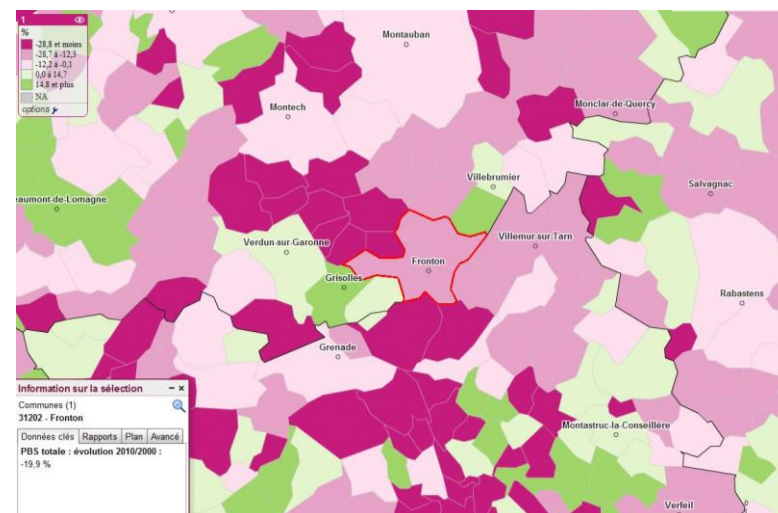 1
%
-28,8 et moins
-28,7 à -12,3
-12,2 à -0,1
0,0 à 14,7
14,8 et plus
NA
options
Montauban
Montech
Monclar-de-Quercy
Villebrumier
Salvagnac
eaumont-de-Lomagne
Verdun-sur-Garonne
Villemur-sur-Tarn
Fronton
Grisolles
Rabastens
Grenade
Information sur la sélection
Communes (1)
31202 - Fronton
Données clés Rapports Plan Avancé
PBS totale : évolution 2010/2000 :
-19,9 %
Montastruc-la-Conseillère
Verfeil